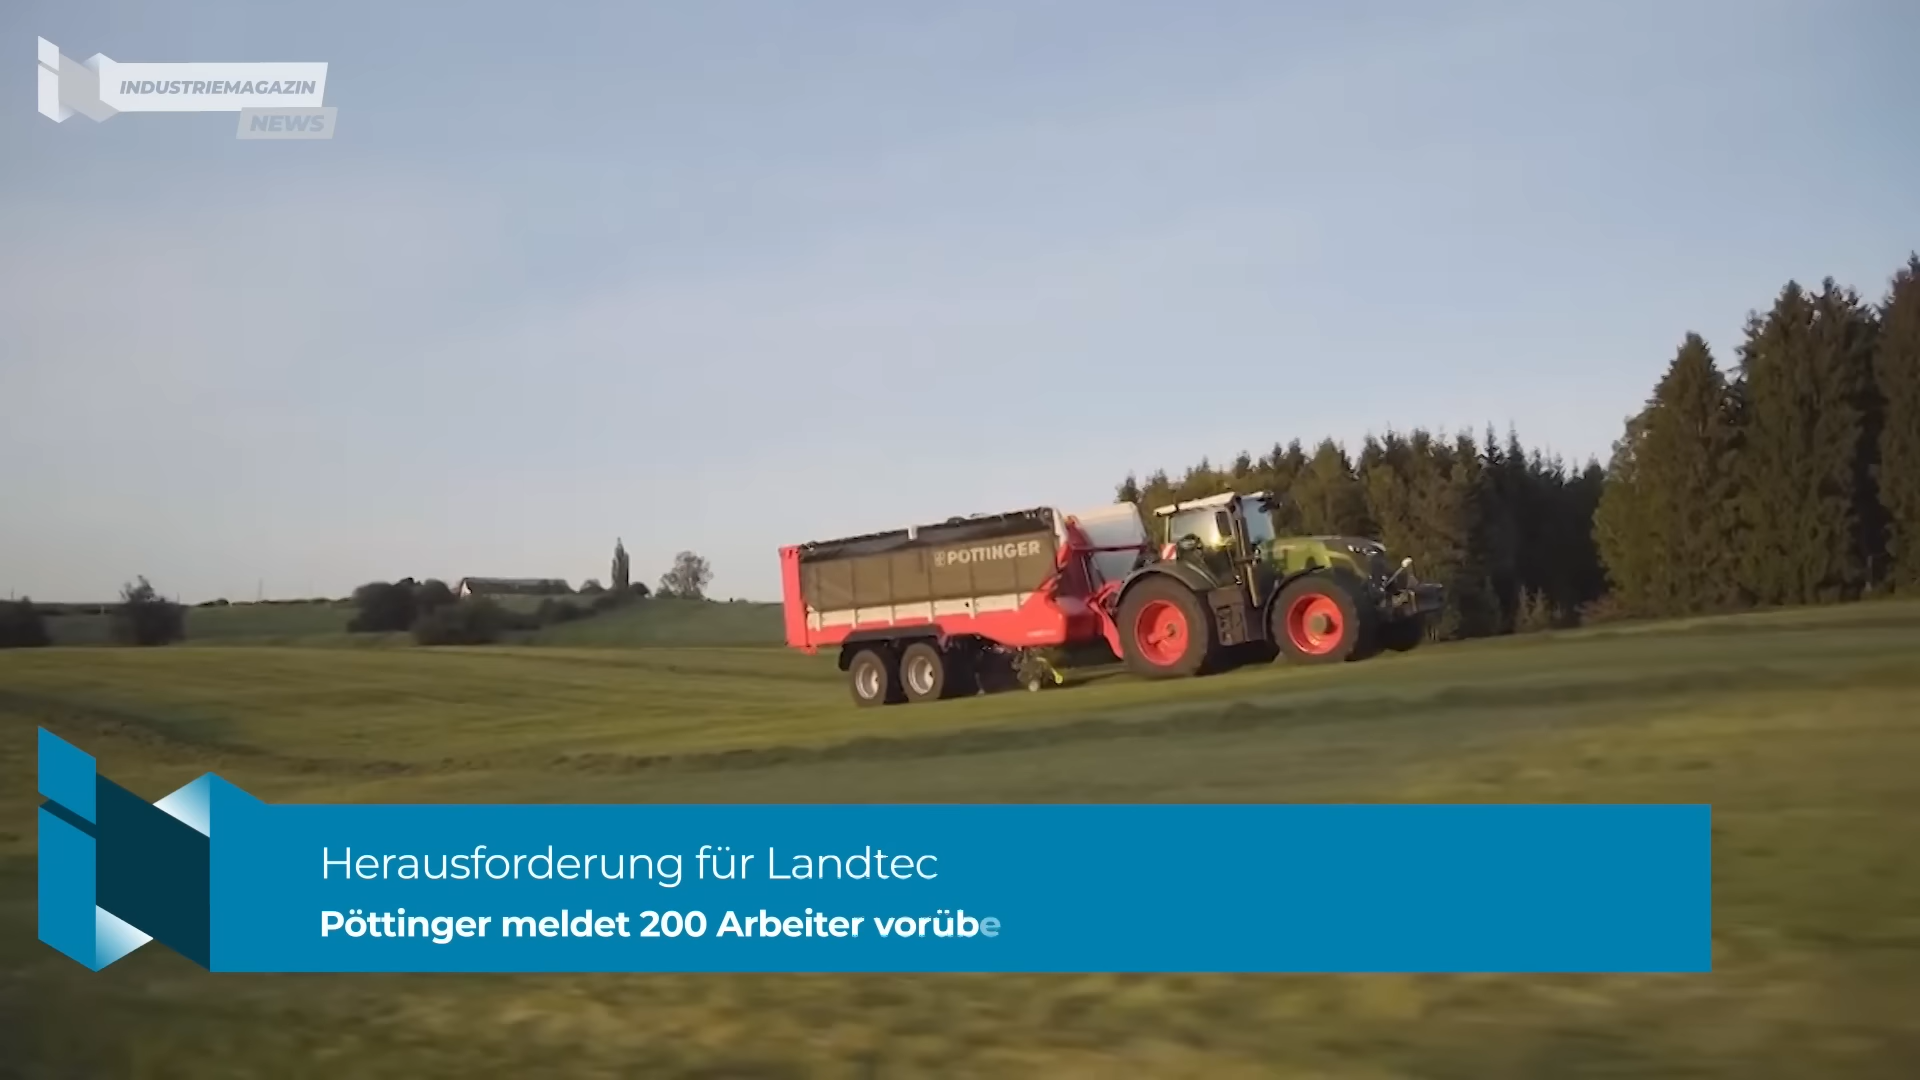 INDUSTRIEMAGAZIN
NEWS
PÖTTINGER
Herausforderung für Landtec
Pöttinger meldet 200 Arbeiter vorübe